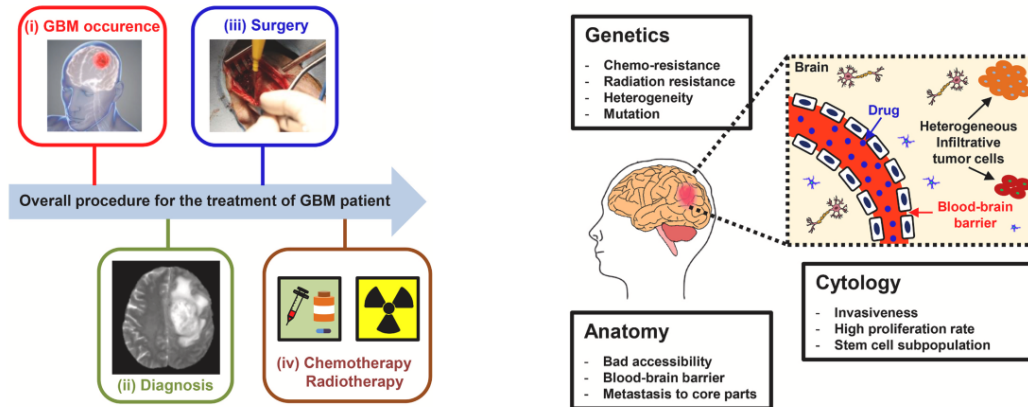 (i) GBM occurence
(iii) Surgery
Overall procedure for the treatment of GBM patient
(ii) Diagnosis
(iv) Chemotherapy
Radiotherapy
Genetics
- Chemo-resistance
- Radiation resistance
- Heterogeneity
- Mutation
Brain
Drug
Heterogeneous
Infiltrative
tumor cells
Blood-brain
barrier
Cytology
- Invasiveness
- High proliferation rate
- Stem cell subpopulation
Anatomy
- Bad accessibility
- Blood-brain barrier
- Metastasis to core parts